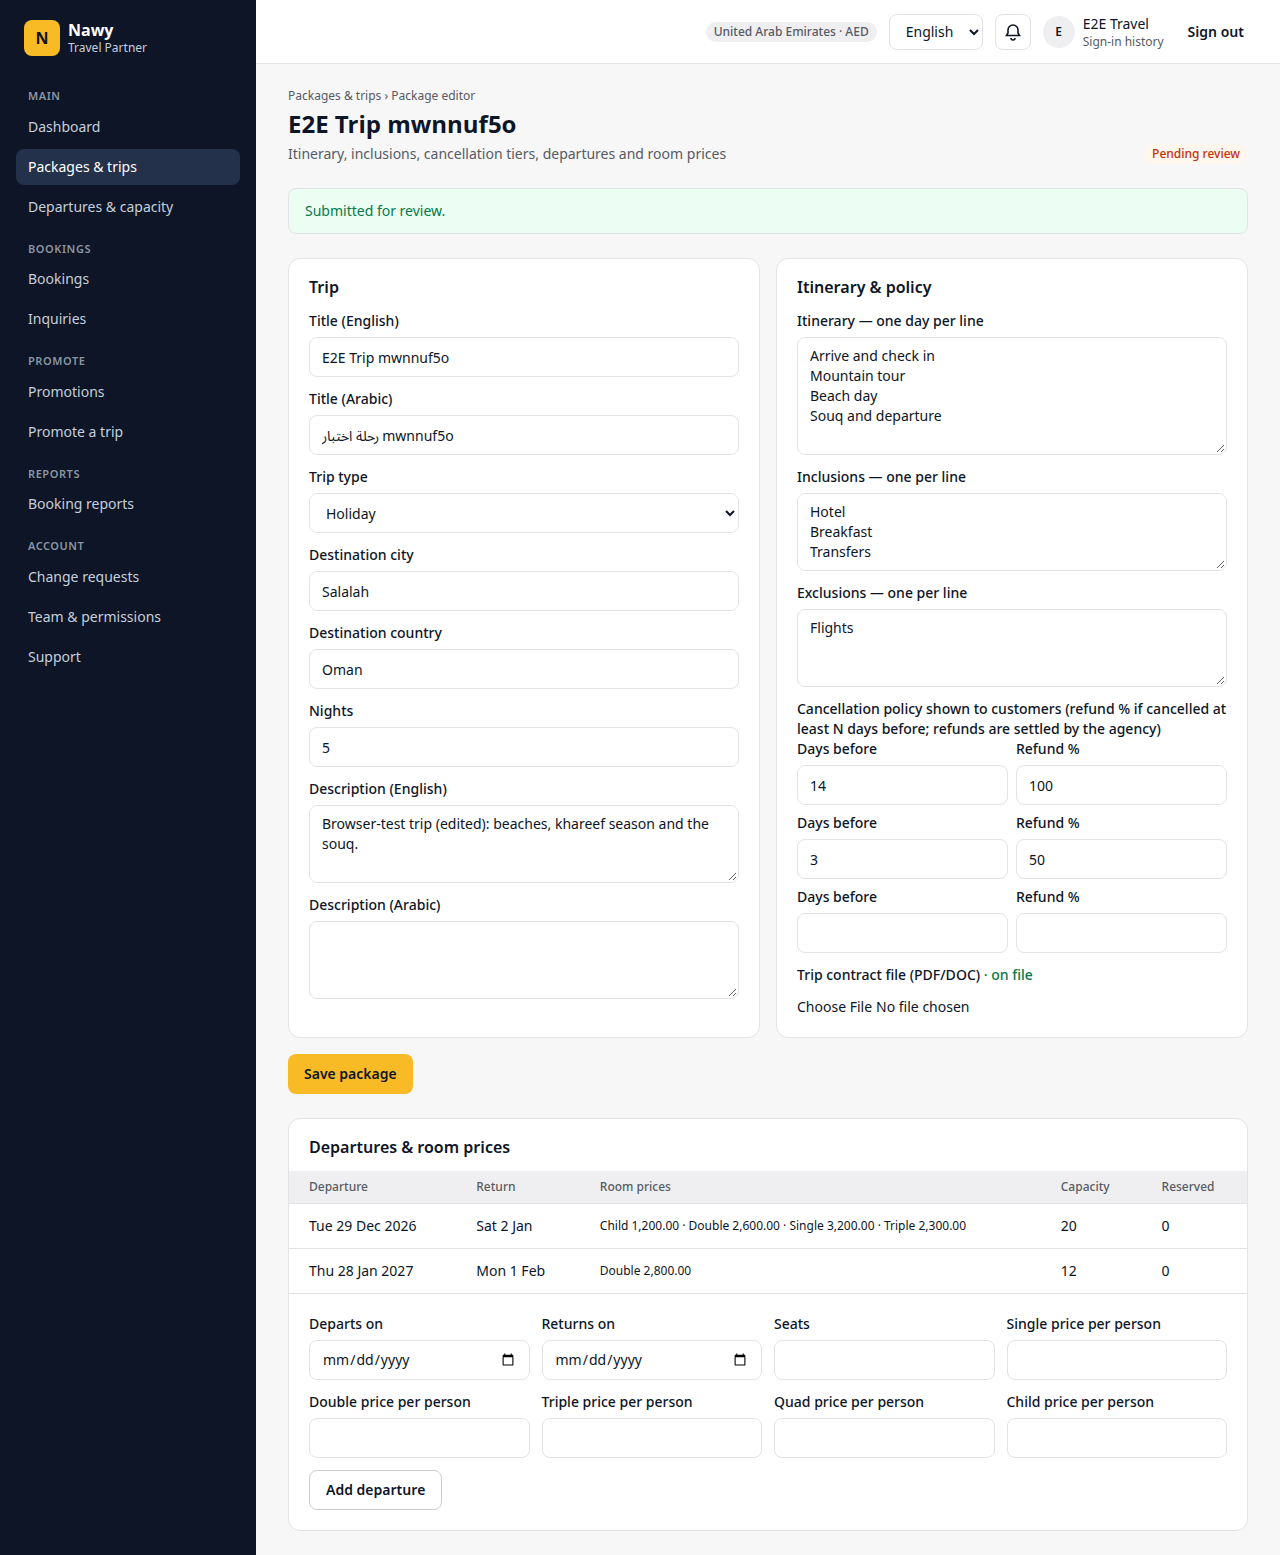 N
Nawy
Travel Partner
MAIN
Dashboard
Packages & trips
Departures & capacity
BOOKINGS
Bookings
Inquiries
PROMOTE
Promotions
Promote a trip
REPORTS
Booking reports
ACCOUNT
Change requests
Team & permissions
Support
United Arab Emirates · AED
English
E
E2E Travel
Sign-in history
Sign out
Packages & trips › Package editor
E2E Trip mwnnuf5o
Itinerary, inclusions, cancellation tiers, departures and room prices
Pending review
Submitted for review.
Trip
Title (English)
E2E Trip mwnnuf5o
Title (Arabic)
رحلة اختبار mwnnuf5o
Trip type
Holiday
Destination city
Salalah
Destination country
Oman
Nights
5
Description (English)
Browser-test trip (edited): beaches, khareef season and the
souq.
Description (Arabic)
Itinerary & policy
Itinerary — one day per line
Arrive and check in
Mountain tour
Beach day
Souq and departure
Inclusions — one per line
Hotel
Breakfast
Transfers
Exclusions — one per line
Flights
Cancellation policy shown to customers (refund % if cancelled at
least N days before; refunds are settled by the agency)
Days before Refund %
14 100
Days before Refund %
3 50
Days before Refund %
Trip contract file (PDF/DOC) · on file
Choose File No file chosen
Save package
Departures & room prices
Departure Return Room prices Capacity Reserved
Tue 29 Dec 2026 Sat 2 Jan Child 1,200.00 · Double 2,600.00 · Single 3,200.00 · Triple 2,300.00 20 0
Thu 28 Jan 2027 Mon 1 Feb Double 2,800.00 12 0
Departs on Returns on Seats Single price per person
mm/dd/yyyy mm/dd/yyyy
Double price per person Triple price per person Quad price per person Child price per person
Add departure